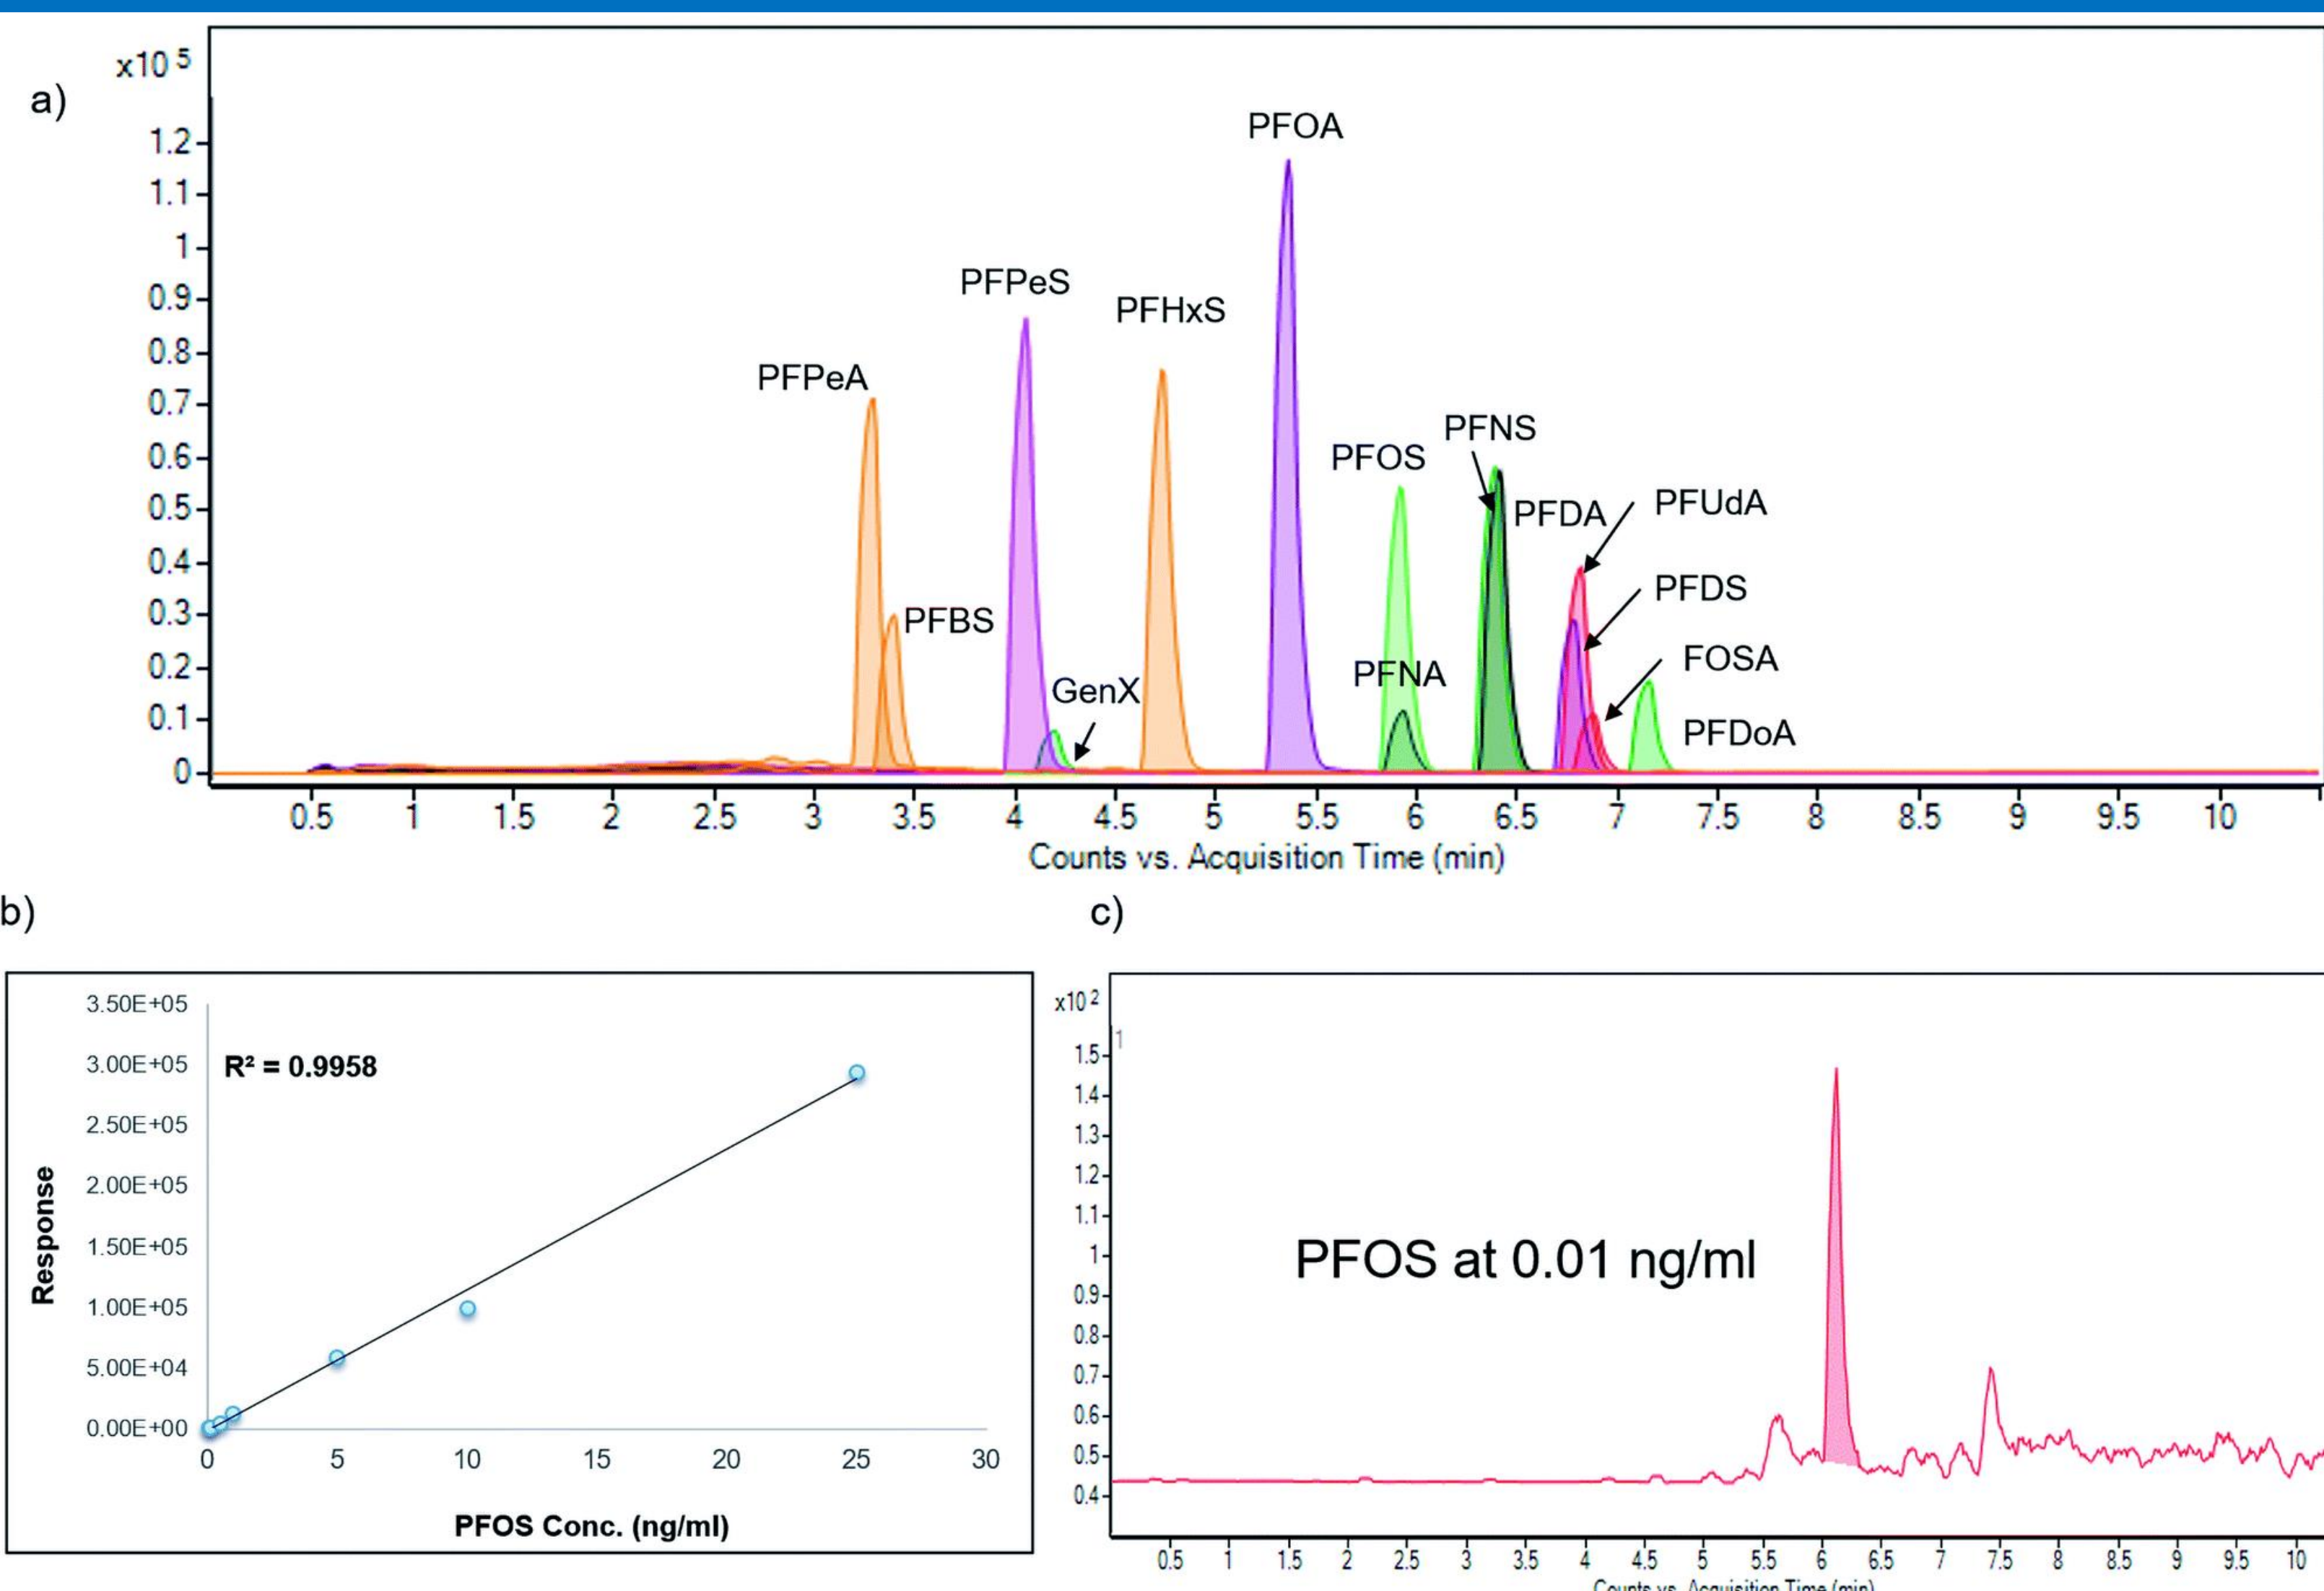 a)
x10 5
PFOA
1.2
1.1
1
0.9
0.8
0.7
0.6
0.5
0.4
0.3
0.2
0.1
0
PFPeS
PFHxS
PFPeA
PFNS
PFOS
PFDA
PFUdA
PFDS
PFBS
FOSA
PFNA
GenX
PFDoA
0.5 1 1.5 2 2.5 3 3.5 4 4.5 5 5.5 6 6.5 7 7.5 8 8.5 9 9.5 10
Counts vs. Acquisition Time (min)
b)
3.50E+05
3.00E+05
2.50E+05
2.00E+05
1.50E+05
1.00E+05
5.00E+04
0.00E+00
R² = 0.9958
Response
0 5 10 15 20 25 30
PFOS Conc. (ng/ml)
c)
x10 2
1
1.5
1.4
1.3
1.2
1.1
1
0.9
0.8
0.7
0.6
0.5
0.4
PFOS at 0.01 ng/ml
0.5 1 1.5 2 2.5 3 3.5 4 4.5 5 5.5 6 6.5 7 7.5 8 8.5 9 9.5 10
Counts vs. Acquisition Time (min)